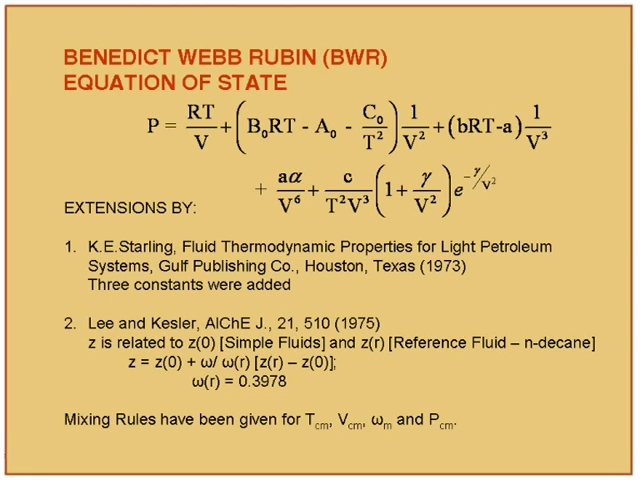 BENEDICT WEBB RUBIN (BWR)
EQUATION OF STATE
P = RT/V + (B₀RT - A₀ - C₀/T²) 1/V² + (bRT-a) 1/V³
+ aα/V⁶ + c/T²V³ (1 + γ/V²) e^(-γ/V²)
EXTENSIONS BY:
1. K.E.Starling, Fluid Thermodynamic Properties for Light Petroleum
Systems, Gulf Publishing Co., Houston, Texas (1973)
Three constants were added
2. Lee and Kesler, AlChE J., 21, 510 (1975)
z is related to z(0) [Simple Fluids] and z(r) [Reference Fluid – n-decane]
z = z(0) + ω/ ω(r) [z(r) – z(0)];
ω(r) = 0.3978
Mixing Rules have been given for Tcm, Vcm, ωm and Pcm.